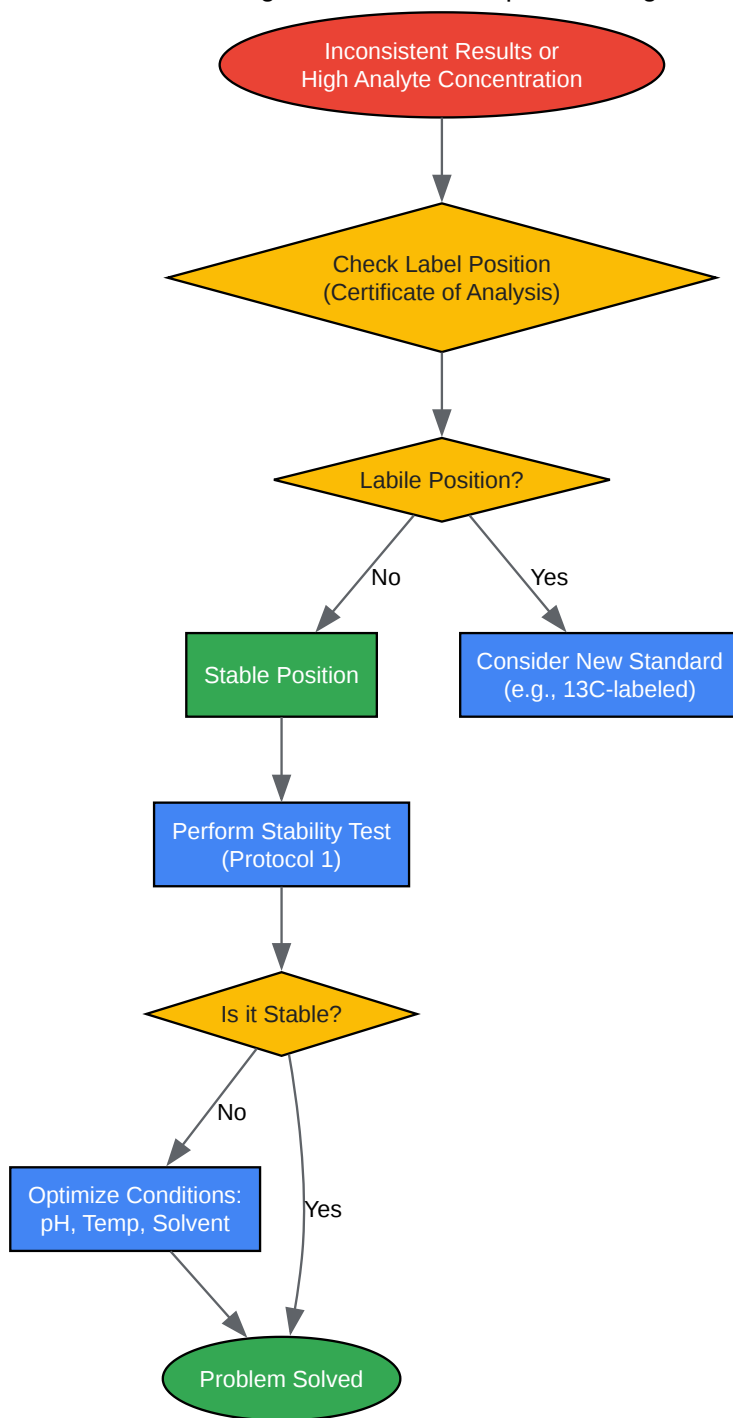 Inconsistent Results or
High Analyte Concentration
Check Label Position
(Certificate of Analysis)
Labile Position?
No
Yes
Stable Position
Consider New Standard
(e.g., 13C-labeled)
Perform Stability Test
(Protocol 1)
Is it Stable?
No
Optimize Conditions:
pH, Temp, Solvent
Yes
Problem Solved